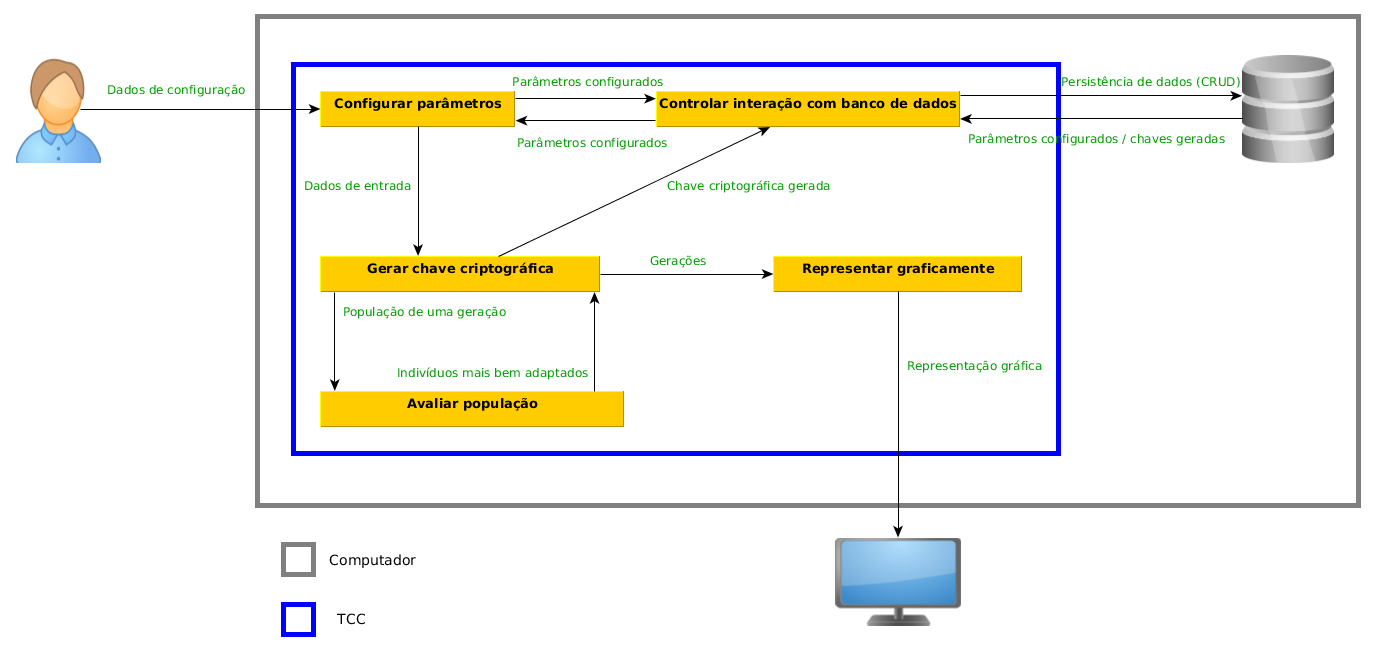 Dados de configuração
Parâmetros configurados
Persistência de dados (CRUD)
Configurar parâmetros
Controlar interação com banco de dados
Parâmetros configurados
Parâmetros configurados / chaves geradas
Dados de entrada
Chave criptográfica gerada
Gerar chave criptográfica
Gerações
Representar graficamente
População de uma geração
Indivíduos mais bem adaptados
Representação gráfica
Avaliar população
Computador
TCC